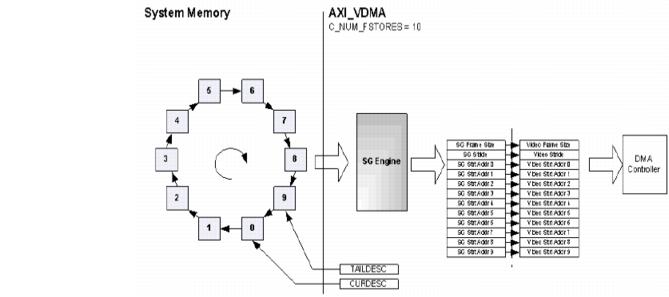 System Memory
AXI_VDMA
C_NUM_FSTORES = 10
5
6
4
7
3
8
2
9
1
0
SG Engine
TAILDESC
CURDESC
SG Frame Size
SG Stride
SG Strt Addr 0
SG Strt Addr 1
SG Strt Addr 2
SG Strt Addr 3
SG Strt Addr 4
SG Strt Addr 5
SG Strt Addr 6
SG Strt Addr 7
SG Strt Addr 8
SG Strt Addr 9
Video Frame Size
Video Stride
Video Strt Addr 0
Video Strt Addr 1
Video Strt Addr 2
Video Strt Addr 3
Video Strt Addr 4
Video Strt Addr 5
Video Strt Addr 6
Video Strt Addr 7
Video Strt Addr 8
Video Strt Addr 9
DMA
Controller